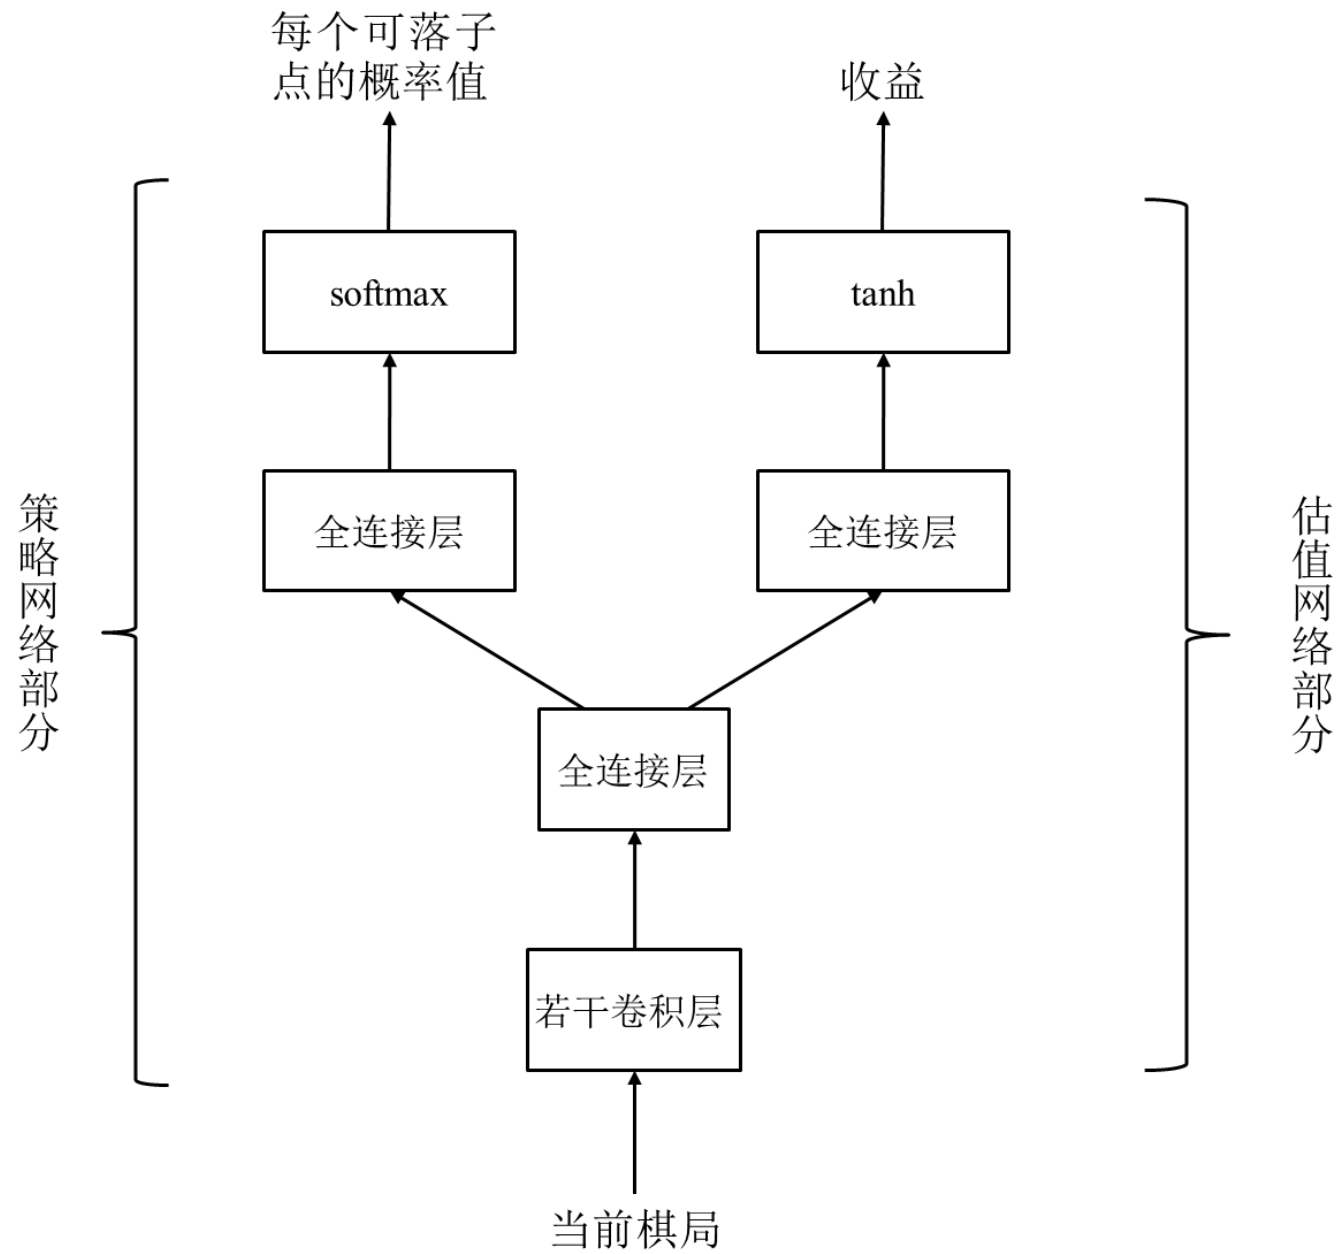 每个可落子
点的概率值
收益
softmax
tanh
全连接层
全连接层
策略网络部分
估值网络部分
全连接层
若干卷积层
当前棋局